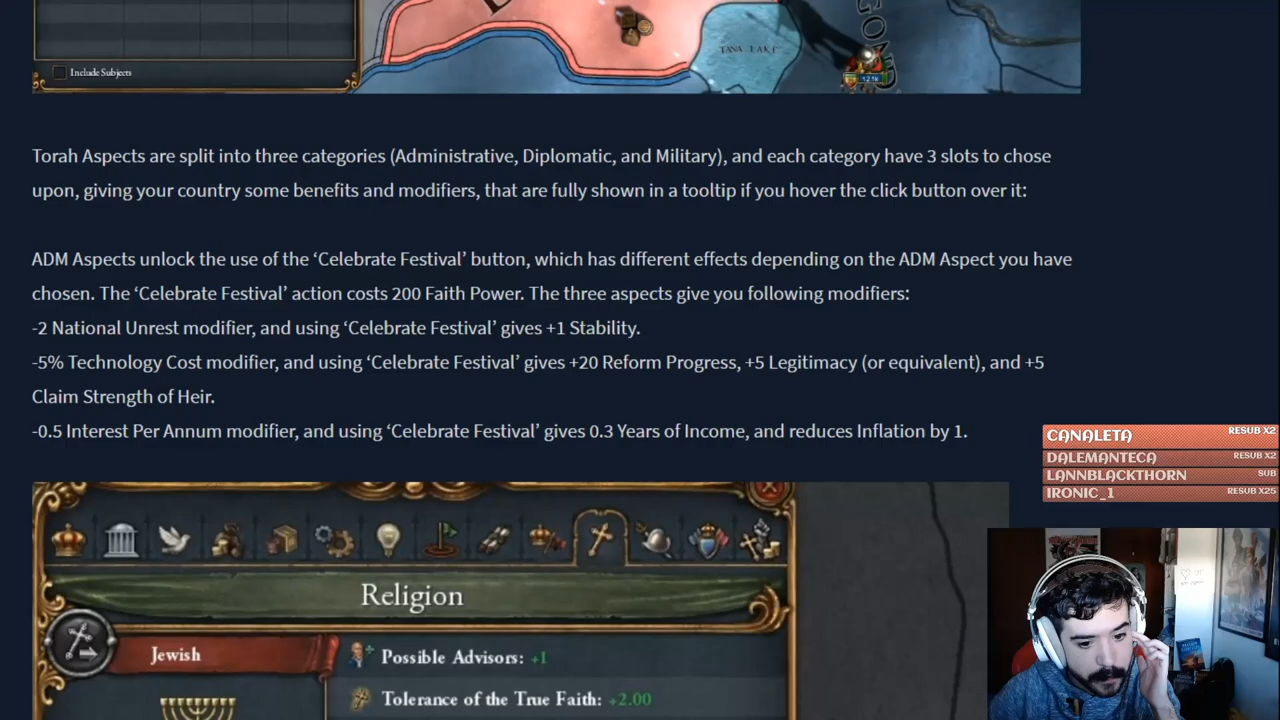 Include Subjects
TANA LAKE
Torah Aspects are split into three categories (Administrative, Diplomatic, and Military), and each category have 3 slots to chose
upon, giving your country some benefits and modifiers, that are fully shown in a tooltip if you hover the click button over it:
ADM Aspects unlock the use of the ‘Celebrate Festival’ button, which has different effects depending on the ADM Aspect you have
chosen. The ‘Celebrate Festival’ action costs 200 Faith Power. The three aspects give you following modifiers:
-2 National Unrest modifier, and using ‘Celebrate Festival’ gives +1 Stability.
-5% Technology Cost modifier, and using ‘Celebrate Festival’ gives +20 Reform Progress, +5 Legitimacy (or equivalent), and +5
Claim Strength of Heir.
-0.5 Interest Per Annum modifier, and using ‘Celebrate Festival’ gives 0.3 Years of Income, and reduces Inflation by 1.
CANALETA RESUB X2
DALEMANTECA RESUB X2
LANNBLACKTHORN SUB
IRONIC_1 RESUB X25
Religion
Jewish
Possible Advisors: +1
Tolerance of the True Faith: +2.00